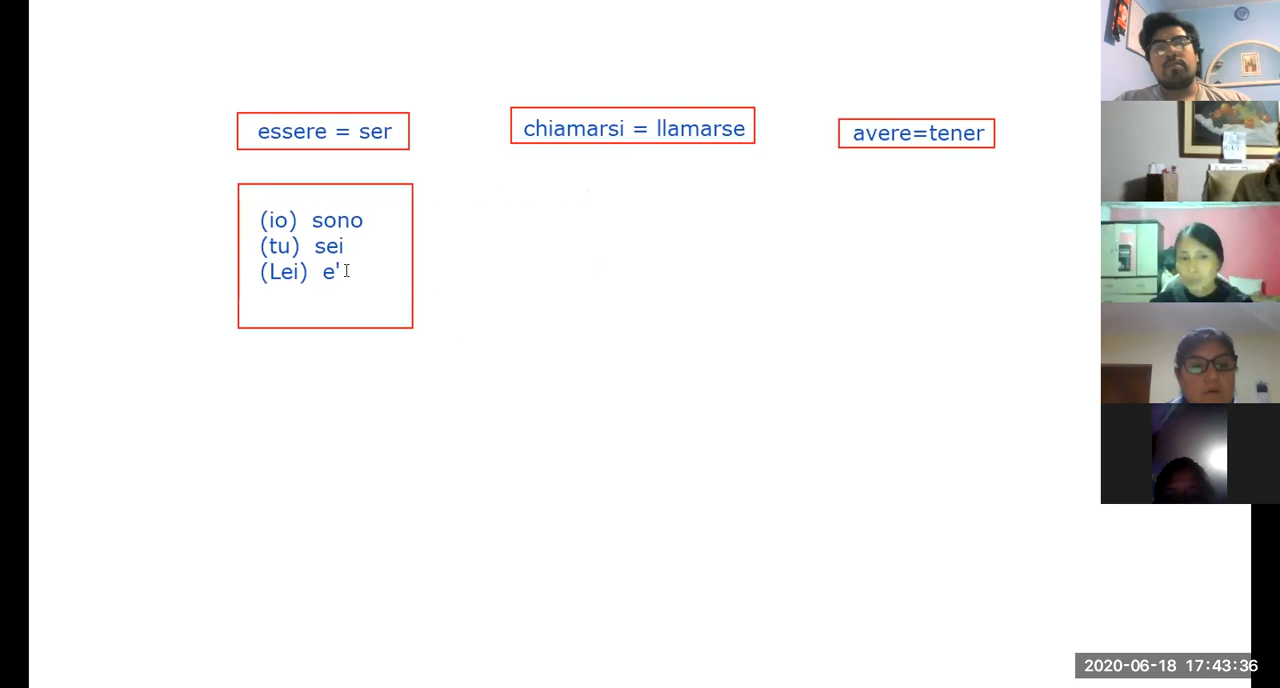 essere = ser
chiamarsi = llamarse
avere=tener
(io) sono
(tu) sei
(Lei) e'
2020-06-18 17:43:36